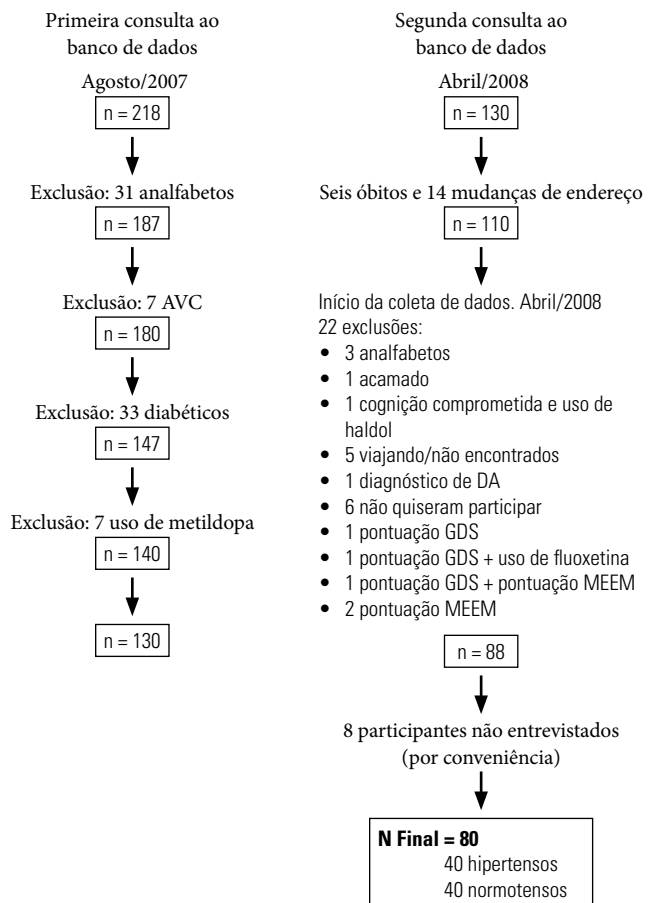 Primeira consulta ao
banco de dados
Agosto/2007
n = 218
Exclusão: 31 analfabetos
n = 187
Exclusão: 7 AVC
n = 180
Exclusão: 33 diabéticos
n = 147
Exclusão: 7 uso de metildopa
n = 140
n = 130
Segunda consulta ao
banco de dados
Abril/2008
n = 130
Seis óbitos e 14 mudanças de endereço
n = 110
Início da coleta de dados. Abril/2008
22 exclusões:
• 3 analfabetos
• 1 acamado
• 1 cognição comprometida e uso de
haldol
• 5 viajando/não encontrados
• 1 diagnóstico de DA
• 6 não quiseram participar
• 1 pontuação GDS
• 1 pontuação GDS + uso de fluoxetina
• 1 pontuação GDS + pontuação MEEM
• 2 pontuação MEEM
n = 88
8 participantes não entrevistados
(por conveniência)
N Final = 80
40 hipertensos
40 normotensos